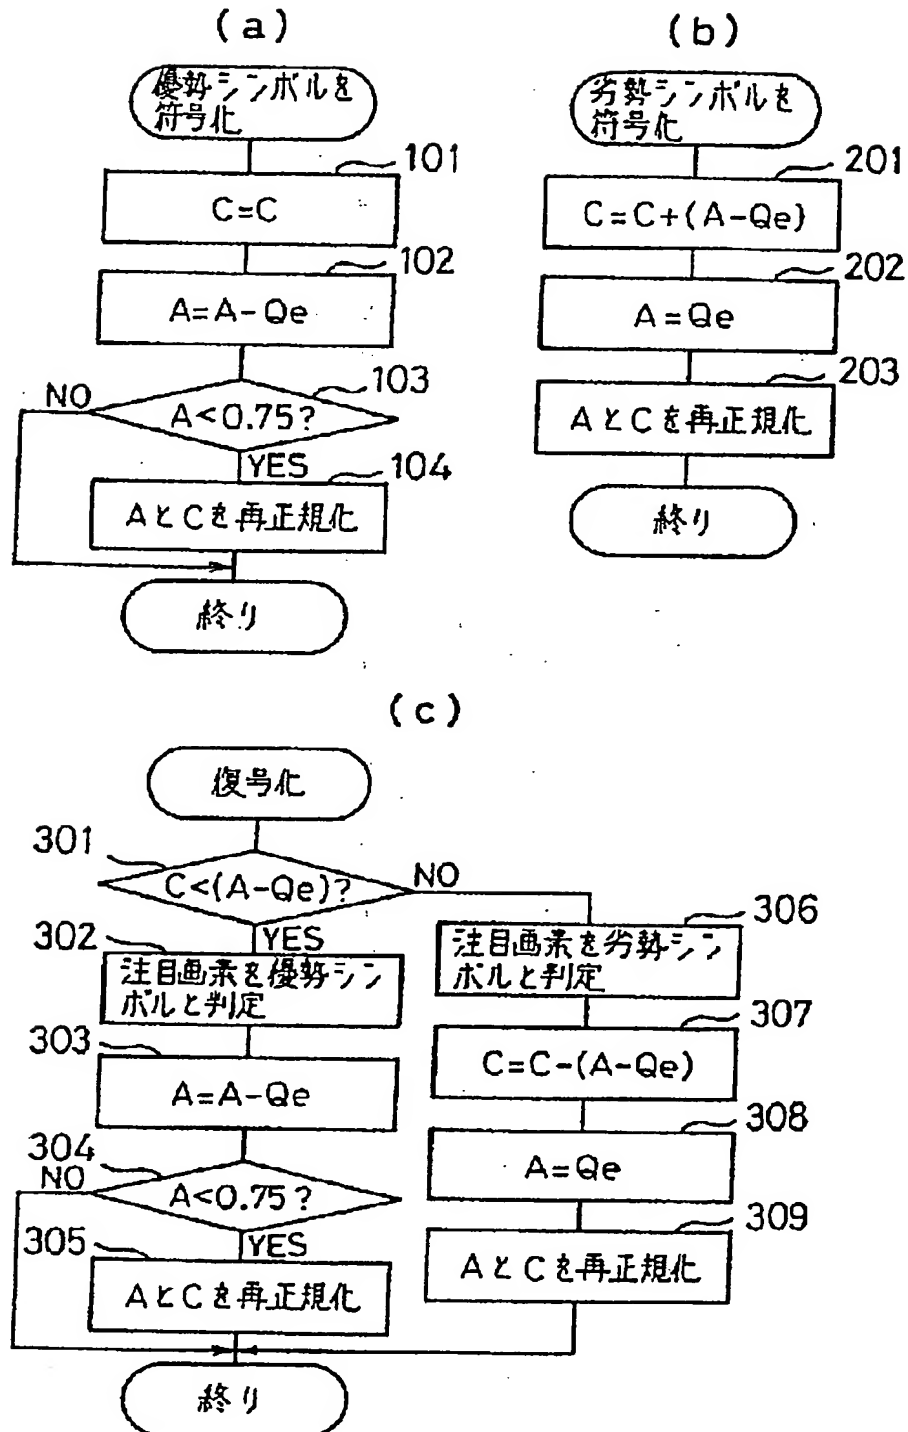 (a)
優勢シンボルを
符号化
101
C=C
102
A=A-Qe
103
NO
A<0.75?
YES
104
AとCを再正規化
終り
(b)
劣勢シンボルを
符号化
201
C=C+(A-Qe)
202
A=Qe
203
AとCを再正規化
終り
(c)
復号化
301
C<(A-Qe)?
NO
YES
302
注目画素を優勢シン
ボルと判定
303
A=A-Qe
304
NO
A<0.75?
YES
305
AとCを再正規化
306
注目画素を劣勢シン
ボルと判定
307
C=C-(A-Qe)
308
A=Qe
309
AとCを再正規化
終り